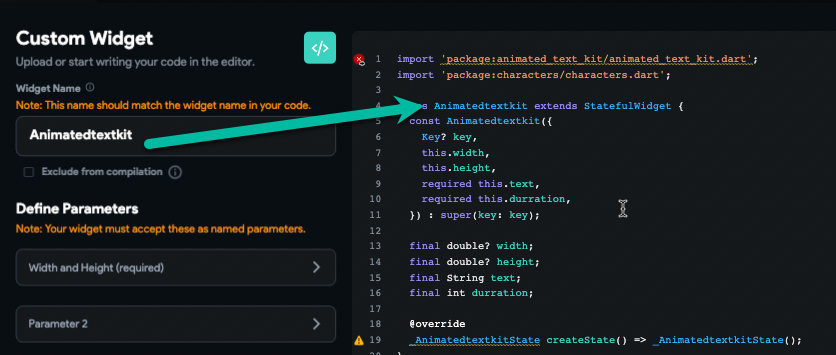 Custom Widget
Upload or start writing your code in the editor.
</>
Widget Name
Note: This name should match the widget name in your code.
Animatedtextkit
Exclude from compilation
Define Parameters
Note: Your widget must accept these as named parameters.
Width and Height (required)
Parameter 2
1 import 'package:animated_text_kit/animated_text_kit.dart';
2 import 'package:characters/characters.dart';
3
4 s Animatedtextkit extends StatefulWidget {
5 const Animatedtextkit({
6 Key? key,
7 this.width,
8 this.height,
9 required this.text,
10 required this.durration,
11 }) : super(key: key);
12
13 final double? width;
14 final double? height;
15 final String text;
16 final int durration;
17
18 @override
19 _AnimatedtextkitState createState() => _AnimatedtextkitState();